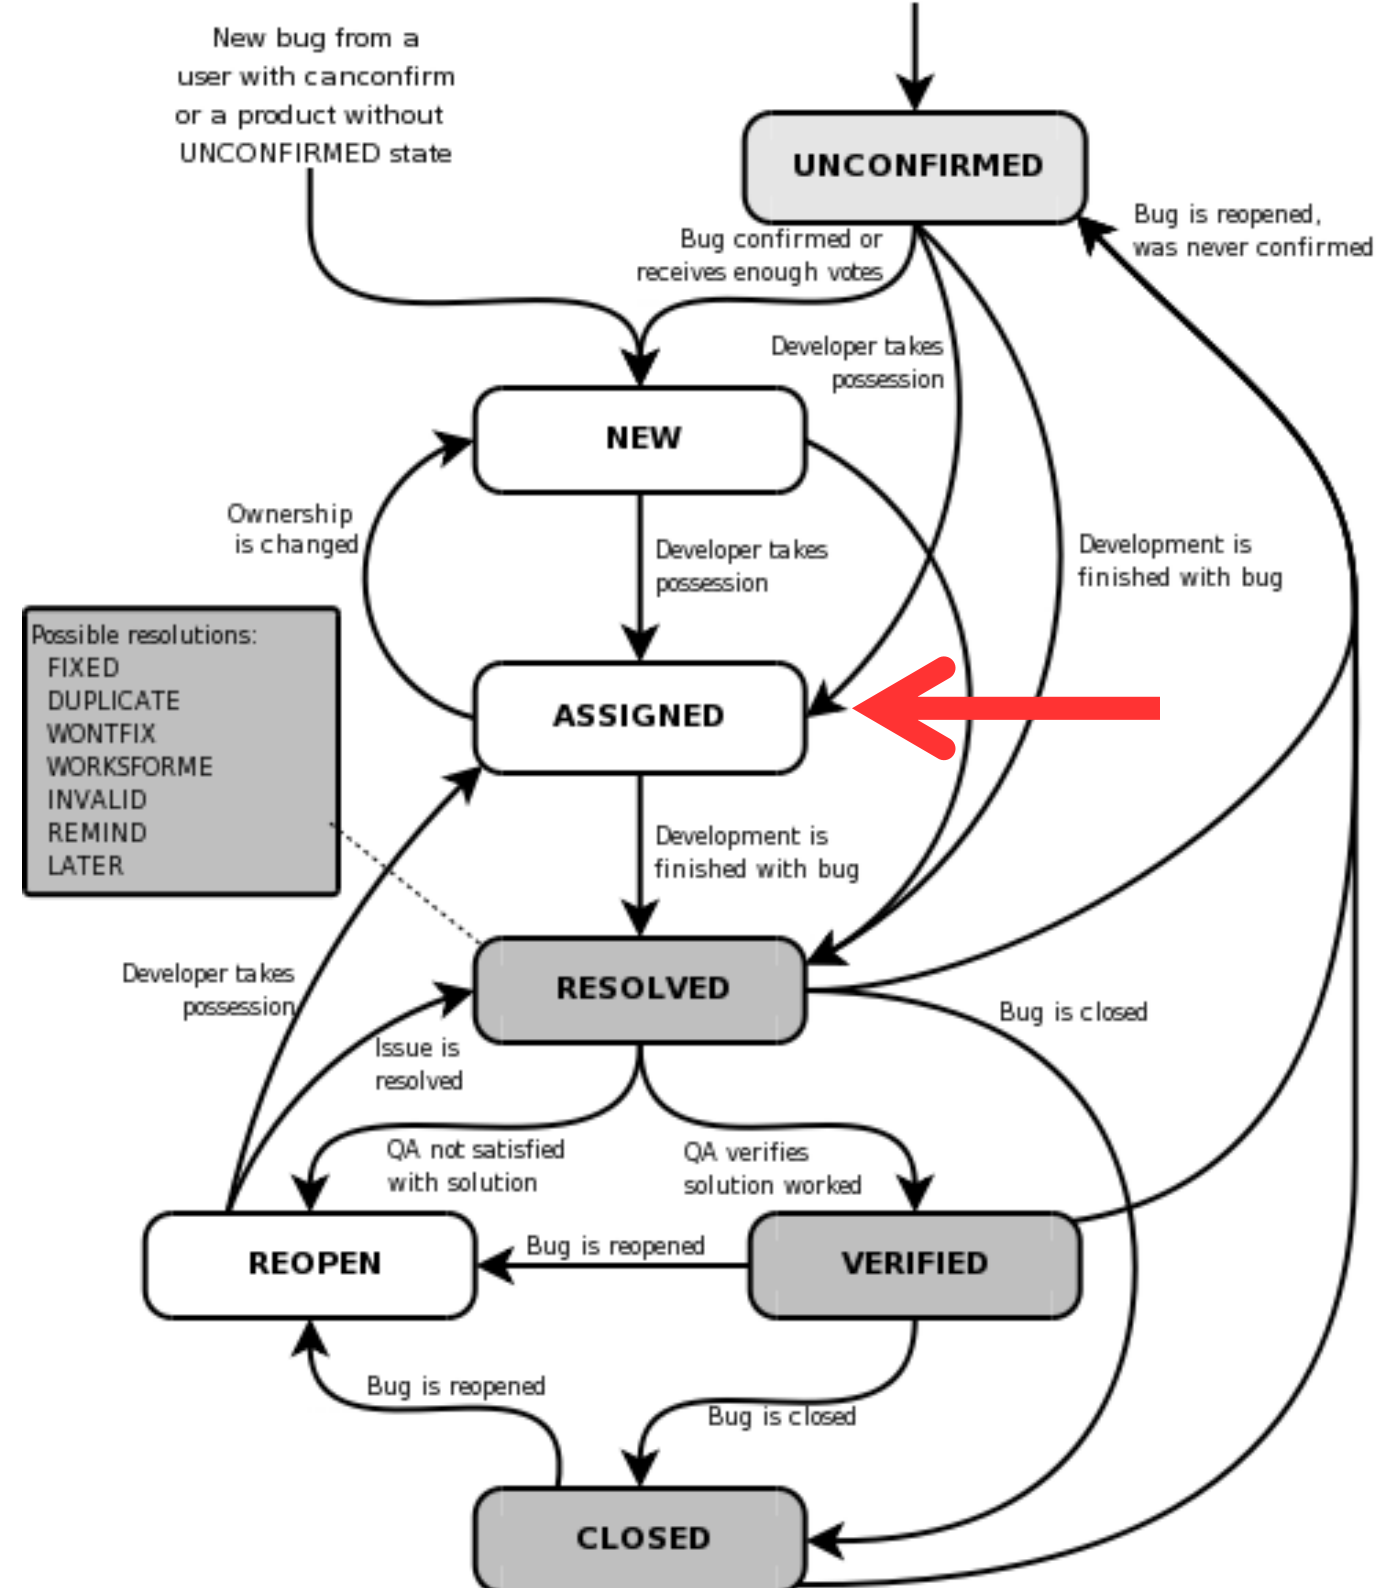 New bug from a
user with canconfirm
or a product without
UNCONFIRMED state
UNCONFIRMED
Bug is reopened,
was never confirmed
Bug confirmed or
receives enough votes
Developer takes
possession
NEW
Ownership
is changed
Developer takes
possession
Development is
finished with bug
Possible resolutions:
FIXED
DUPLICATE
WONTFIX
WORKSFORME
INVALID
REMIND
LATER
ASSIGNED
Development is
finished with bug
Developer takes
possession
RESOLVED
Bug is closed
Issue is
resolved
QA not satisfied
with solution
QA verifies
solution worked
REOPEN
Bug is reopened
VERIFIED
Bug is reopened
Bug is closed
CLOSED